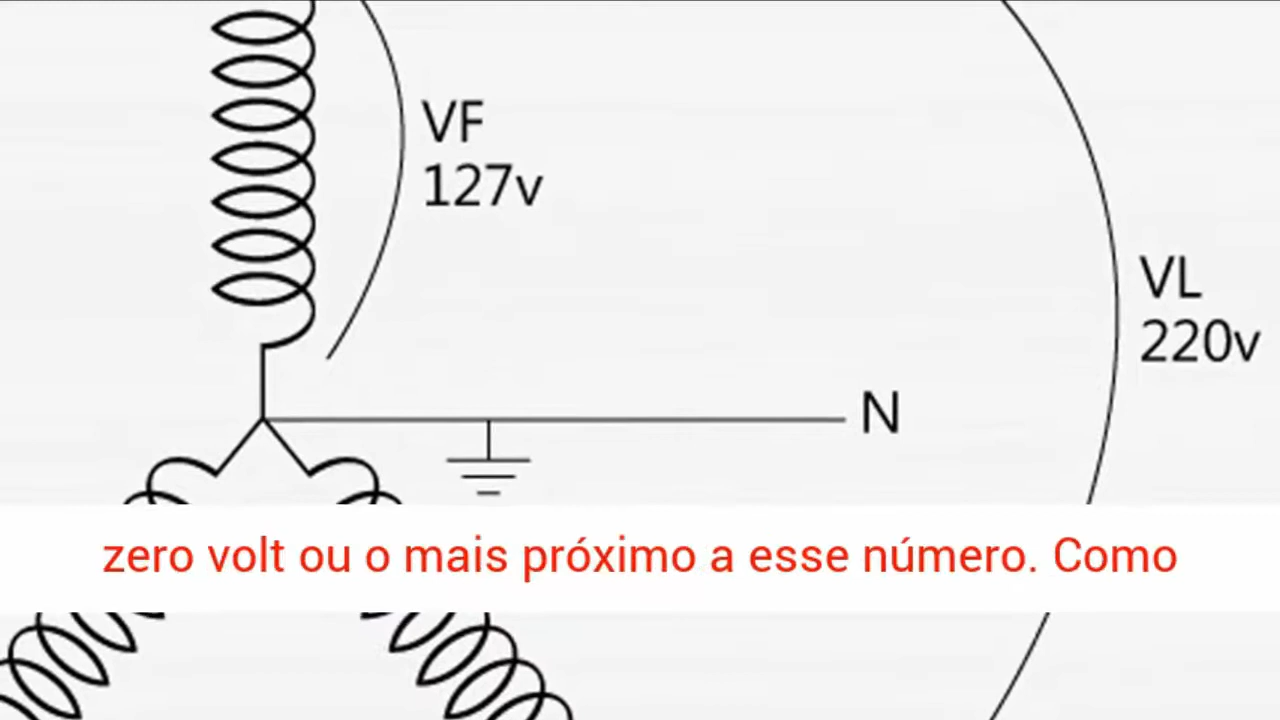 VF
127v
VL
220v
N
zero volt ou o mais próximo a esse número. Como